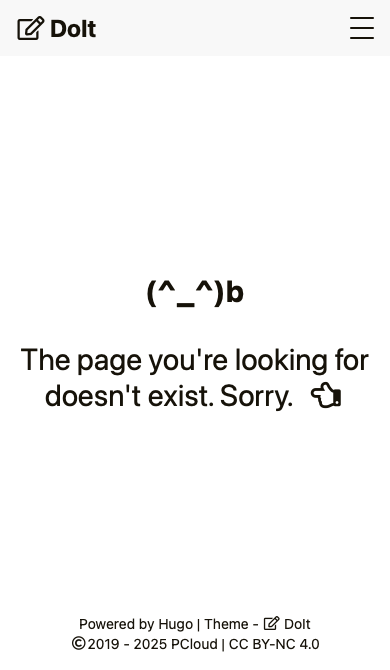 DoIt
(^_^)b
The page you're looking for
doesn't exist. Sorry.
Powered by Hugo | Theme - DoIt
©2019 - 2025 PCloud | CC BY-NC 4.0